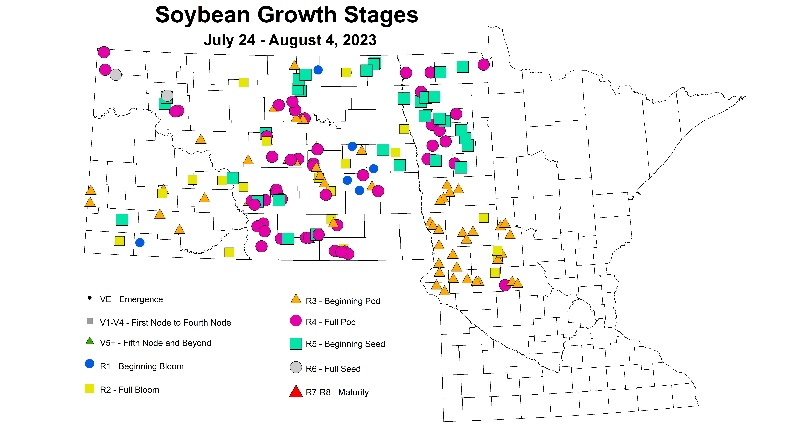 Soybean Growth Stages
July 24 - August 4, 2023
VE - Emergence
V1-V4 - First Node to Fourth Node
V5+ - Fifth Node and Beyond
R1 - Beginning Bloom
R2 - Full Bloom
R3 - Beginning Pod
R4 - Full Pod
R5 - Beginning Seed
R6 - Full Seed
R7-R8 - Maturity